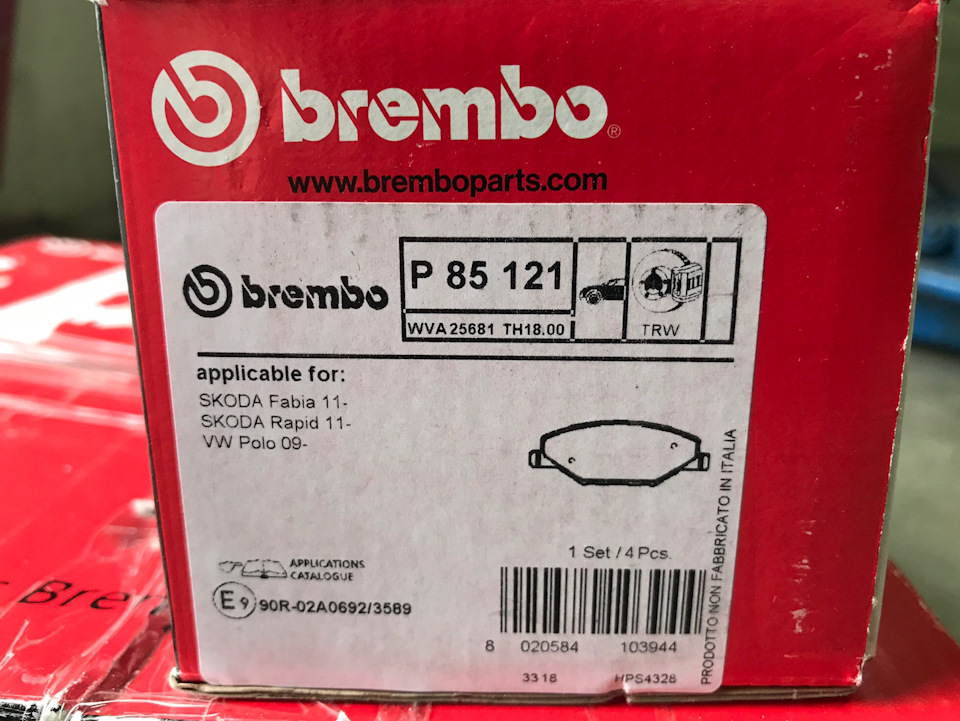 brembo®
www.bremboparts.com
brembo
P 85 121
WVA 25681 TH18.00
TRW
applicable for:
SKODA Fabia 11-
SKODA Rapid 11-
VW Polo 09-
1 Set / 4 Pcs.
PRODOTTO NON FABBRICATO IN ITALIA
APPLICATIONS
CATALOGUE
E9 90R-02A0692/3589
8 020584 103944
33 18 HPS4328